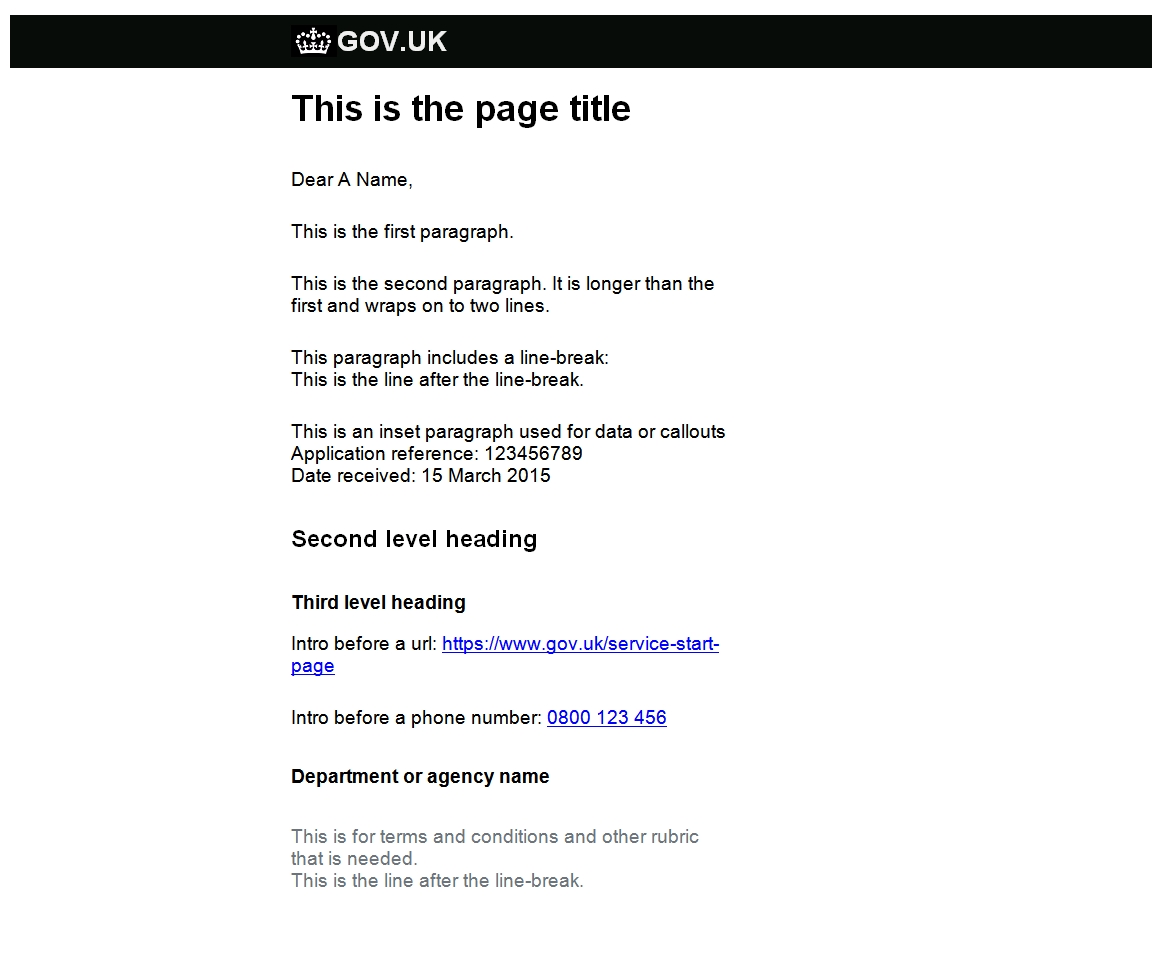 GOV.UK
This is the page title
Dear A Name,
This is the first paragraph.
This is the second paragraph. It is longer than the
first and wraps on to two lines.
This paragraph includes a line-break:
This is the line after the line-break.
This is an inset paragraph used for data or callouts
Application reference: 123456789
Date received: 15 March 2015
Second level heading
Third level heading
Intro before a url: https://www.gov.uk/service-start-
page
Intro before a phone number: 0800 123 456
Department or agency name
This is for terms and conditions and other rubric
that is needed.
This is the line after the line-break.